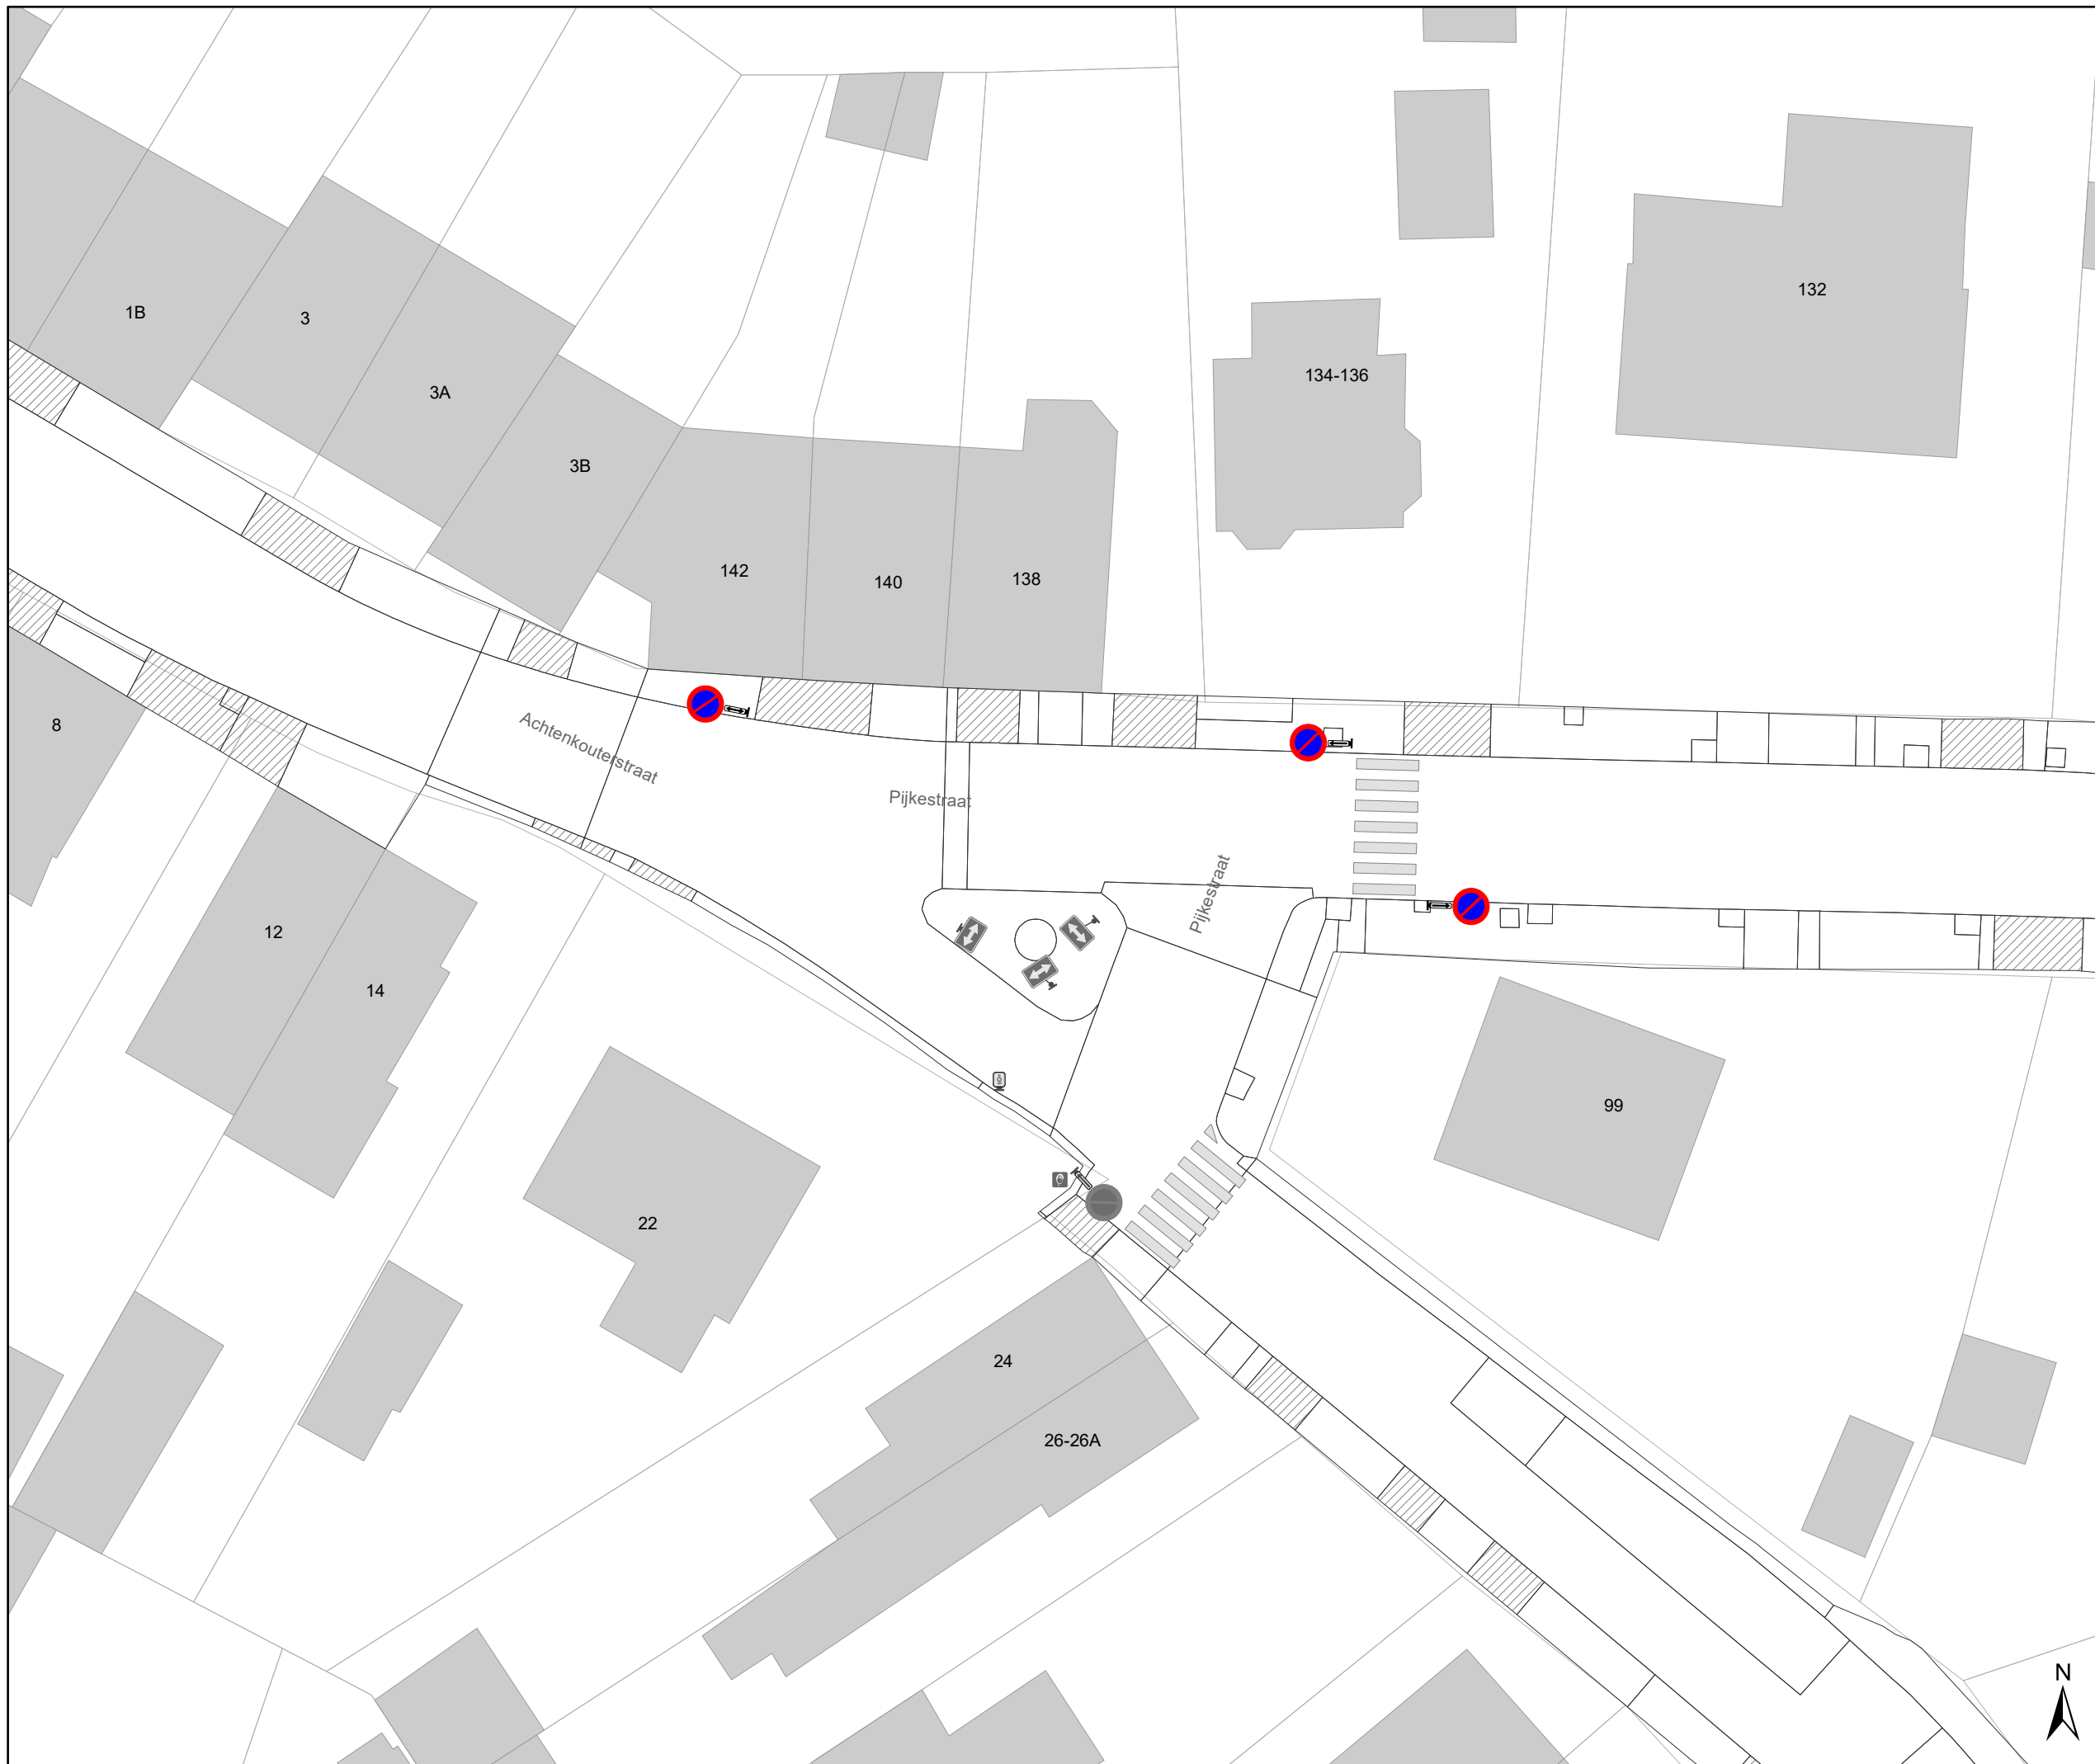 132
1B
3
134-136
3A
3B
142
140
138
8
Achtenkouterstraat
Pijkestraat
Pijkestraat
12
14
99
22
24
26-26A
N